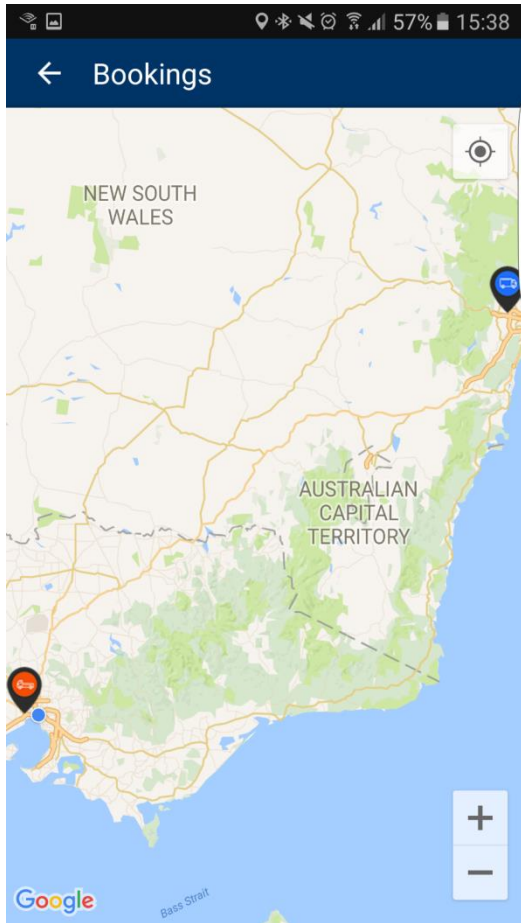 57% 15:38
Bookings
NEW SOUTH
WALES
AUSTRALIAN
CAPITAL
TERRITORY
Google
Bass Strait